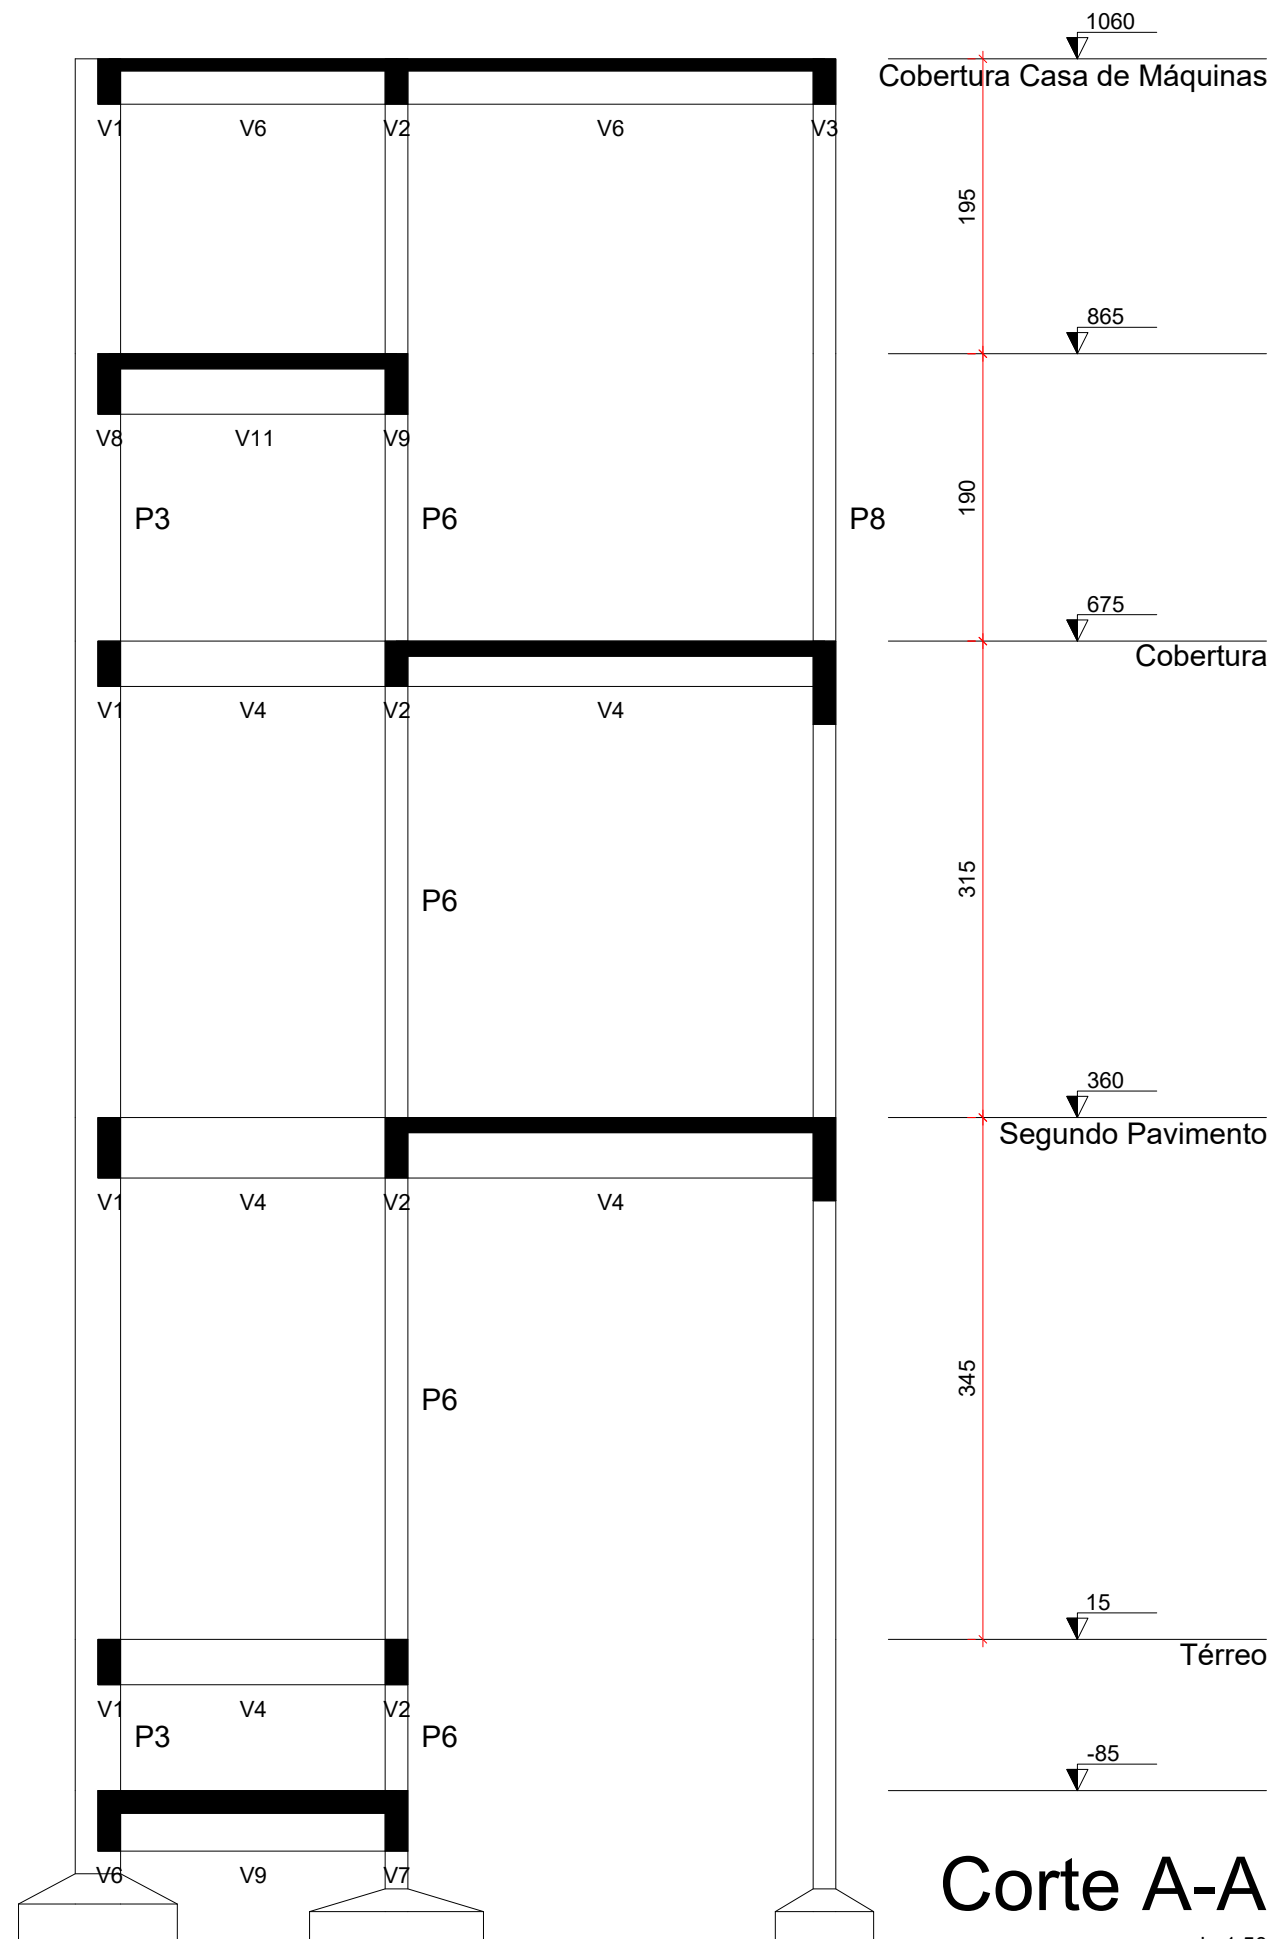 1060
Cobertura Casa de Máquinas
V1 V6 V2 V6 V3
195
865
V8 V11 V9
190
P3 P6 P8
675
Cobertura
V1 V4 V2 V4
315
P6
360
Segundo Pavimento
V1 V4 V2 V4
345
P6
15
Térreo
V1 V4 V2
P3 P6
-85
V6 V9 V7
Corte A-A